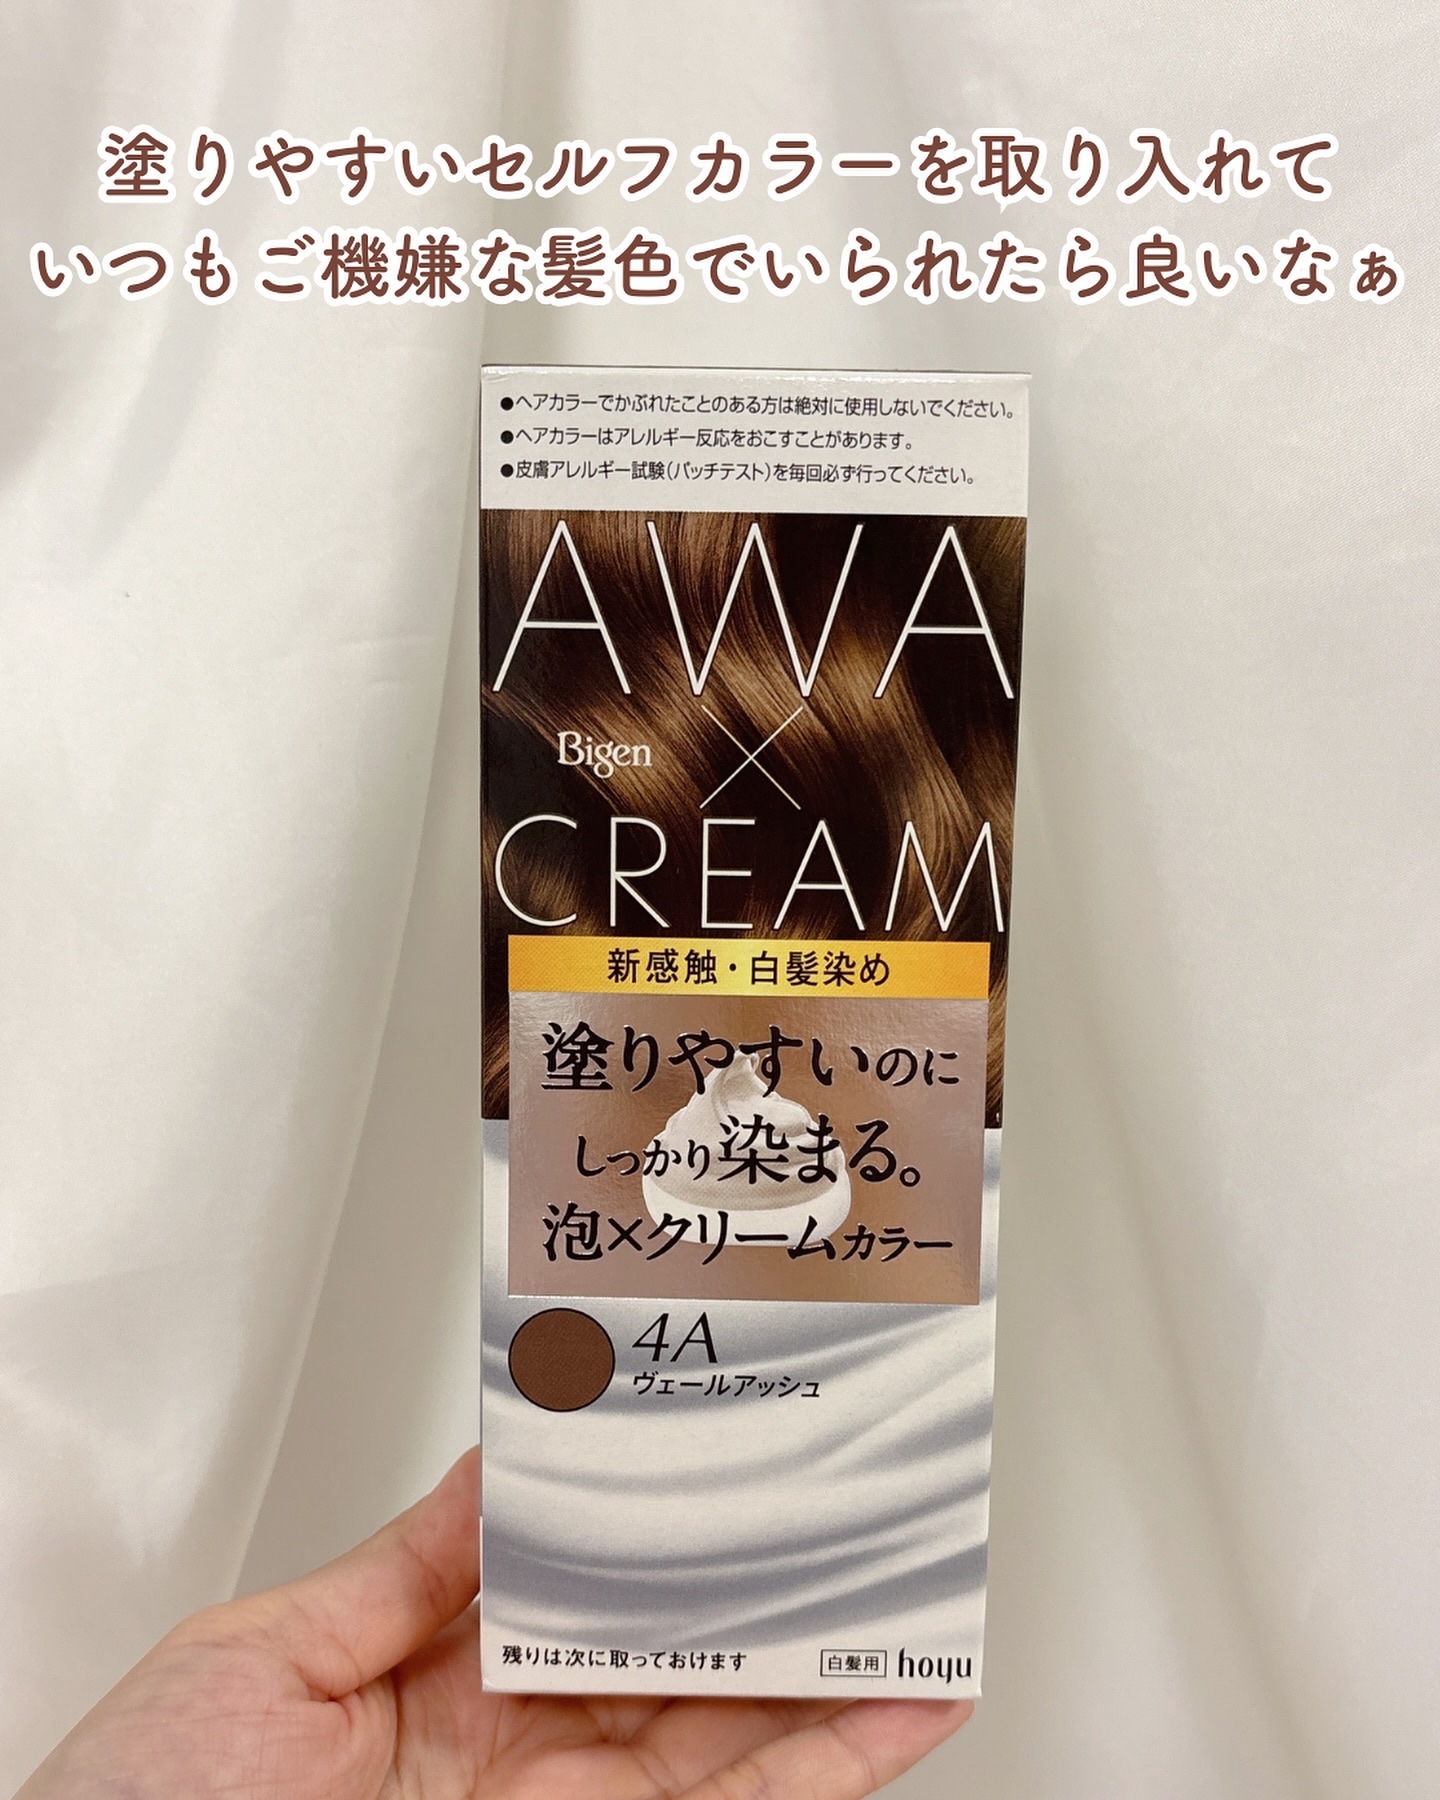 塗りやすいセルフカラーを取り入れて
いつもご機嫌な髪色でいられたら良いなぁ
●ヘアカラーでかぶれたことのある方は絶対に使用しないでください。
●ヘアカラーはアレルギー反応をおこすことがあります。
●皮膚アレルギー試験(パッチテスト)を毎回必ず行ってください。
AWA
Bigen ×
CREAM
新感触・白髪染め
塗りやすいのに
しっかり染まる。
泡×クリームカラー
4A
ヴェールアッシュ
残りは次に取っておけます 白髪用 hoyu